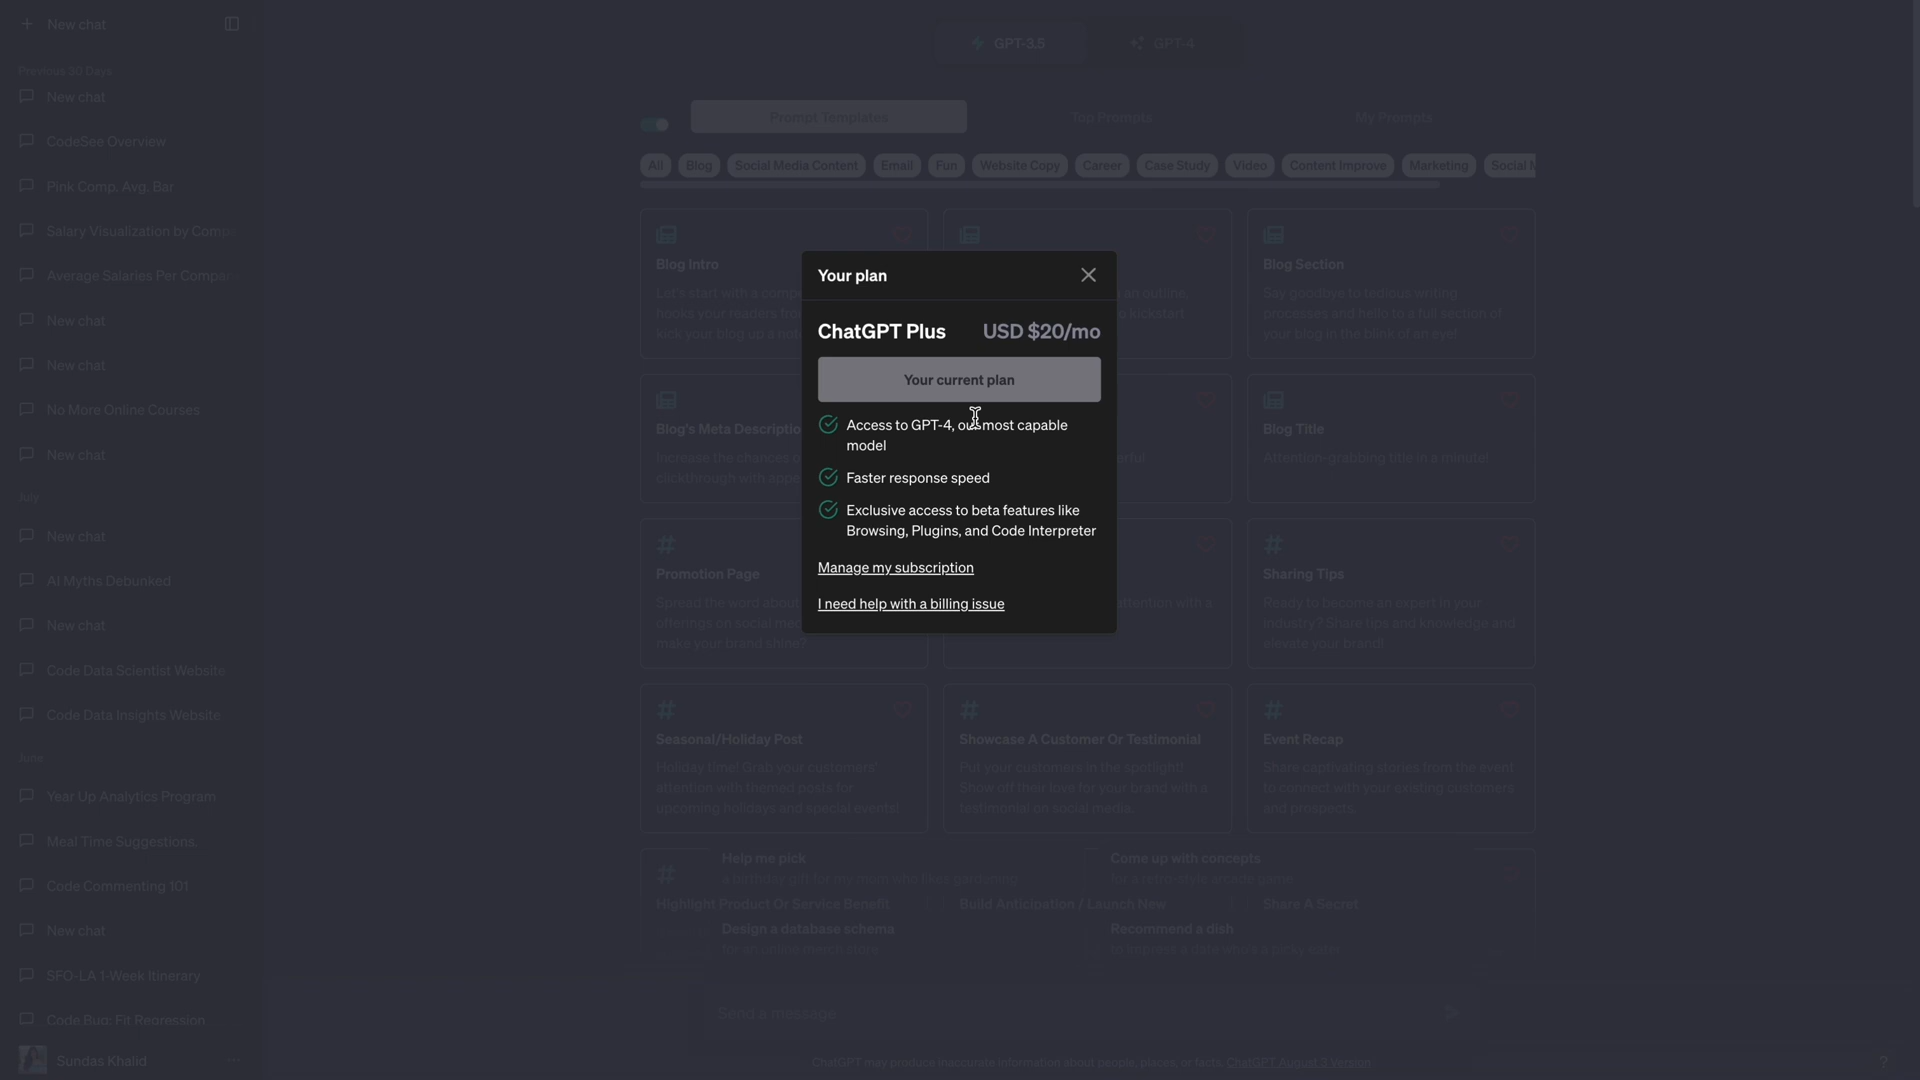 New chat
Previous 30 Days
New chat
CodeSee Overview
Pink Comp, Avg. Bar
Salary Visualization by Compa
Average Salaries Per Compan
New chat
New chat
No More Online Courses
New chat
July
New chat
AI Myths Debunked
New chat
Code Data Scientist Website
Code Data Insights Website
June
Year Up Analytics Program
Meal Time Suggestions.
Code Commenting 101
New chat
SFO-LA 1-Week Itinerary
Code Bug: Fit Regression
Sundas Khalid
GPT-3.5 GPT-4
Prompt Templates Top Prompts My Prompts
All Blog Social Media Content Email Fun Website Copy Career Case Study Video Content Improve Marketing Social M
Blog Intro
Let's start with a compe
hooks your readers fro
kick your blog up a not
an outline,
kickstart
Blog Section
Say goodbye to tedious writing
processes and hello to a full section of
your blog in the blink of an eye!
Blog's Meta Descriptio
Increase the chances o
clickthrough with appe
erful
Blog Title
Attention-grabbing title in a minute!
Promotion Page
Spread the word about
offerings on social med
make your brand shine?
attention with a
Sharing Tips
Ready to become an expert in your
industry? Share tips and knowledge and
elevate your brand!
Seasonal/Holiday Post
Holiday time! Grab your customers'
attention with themed posts for
upcoming holidays and special events!
Showcase A Customer Or Testimonial
Put your customers in the spotlight!
Show off their love for your brand with a
testimonial on social media.
Event Recap
Share captivating stories from the event
to connect with your existing customers
and prospects.
Help me pick
a birthday gift for my mom who likes gardening
Come up with concepts
for a retro-style arcade game
Highlight Product Or Service Benefit
Build Anticipation / Launch New
Share A Secret
Design a database schema
for an online merch store
Recommend a dish
to impress a date who's a picky eater
Your plan
ChatGPT Plus USD $20/mo
Your current plan
Access to GPT-4, our most capable
model
Faster response speed
Exclusive access to beta features like
Browsing, Plugins, and Code Interpreter
Manage my subscription
I need help with a billing issue
Send a message
ChatGPT may produce inaccurate information about people, places, or facts. ChatGPT August 3 Version
?